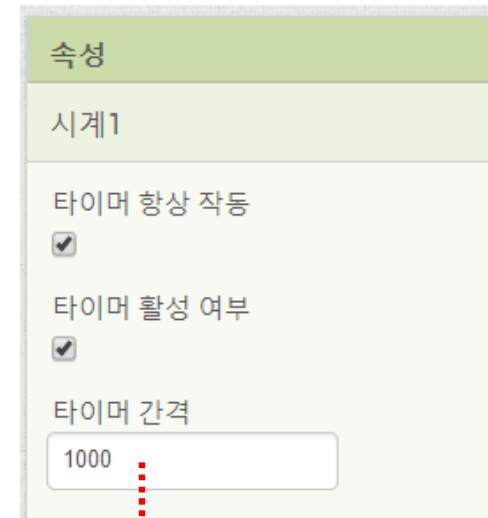 속성
시계1
타이머 항상 작동
타이머 활성 여부
타이머 간격
1000